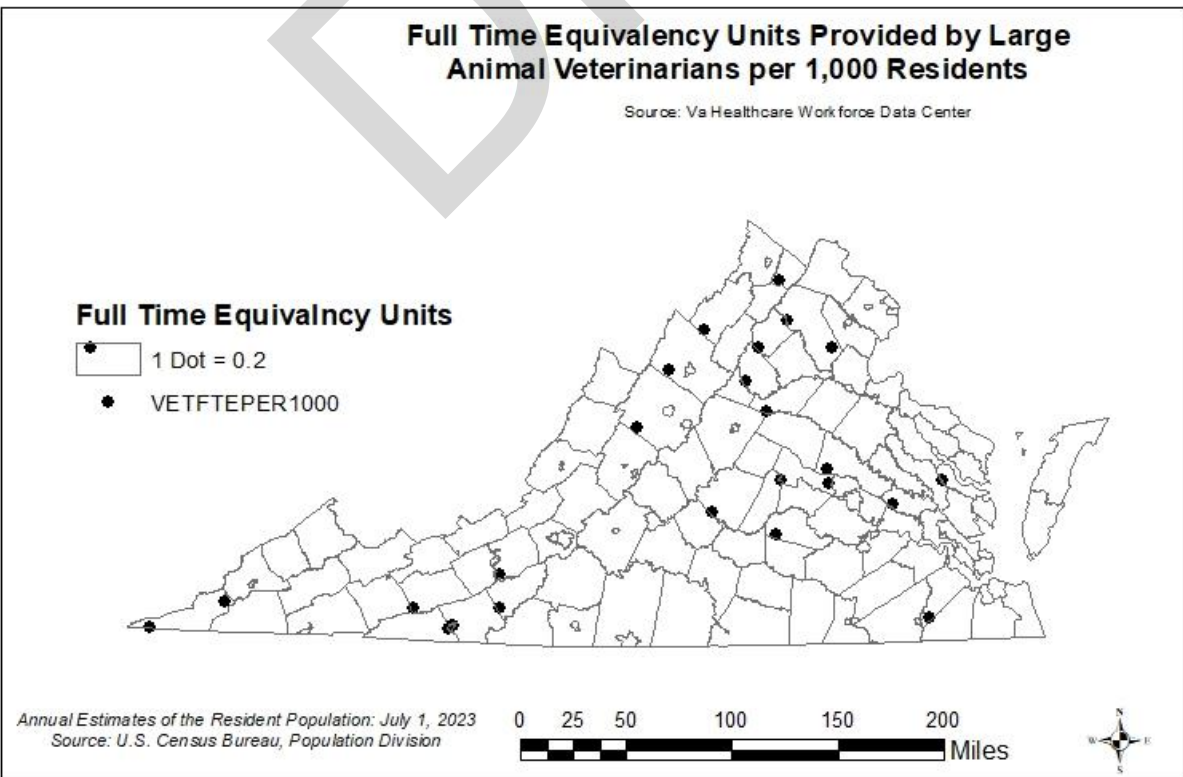 Full Time Equivalency Units Provided by Large
Animal Veterinarians per 1,000 Residents
Source: Va Healthcare Workforce Data Center
Full Time Equivalncy Units
1 Dot = 0.2
VETFTEPER1000
Annual Estimates of the Resident Population: July 1, 2023
Source: U.S. Census Bureau, Population Division
0 25 50 100 150 200
Miles
N
W E
S